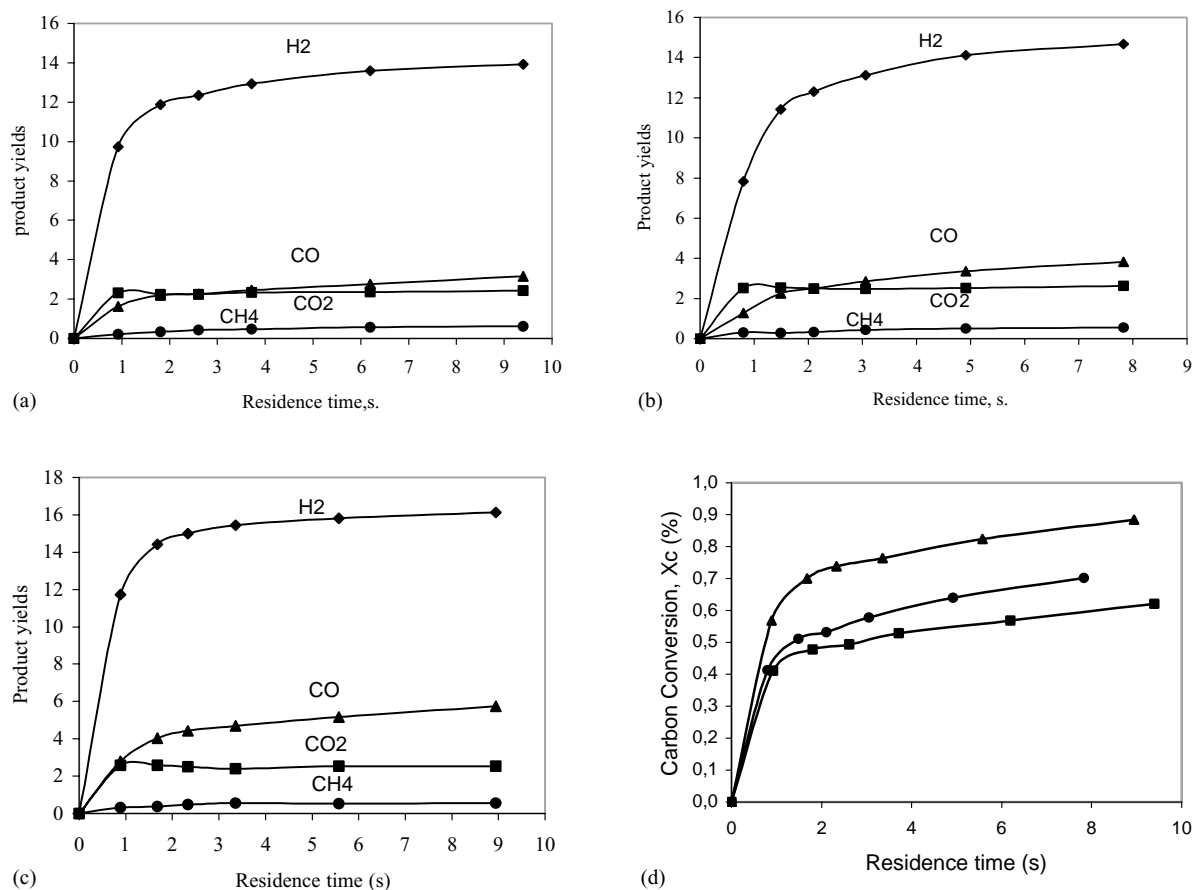 16
14
12
10
8
6
4
2
0
product yields
H2
CO
CO2
CH4
0 1 2 3 4 5 6 7 8 9 10
Residence time,s.
(a)
16
14
12
10
8
6
4
2
0
Product yields
H2
CO
CO2
CH4
0 1 2 3 4 5 6 7 8 9
Residence time, s.
(b)
18
16
14
12
10
8
6
4
2
0
Product yields
H2
CO
CO2
CH4
0 1 2 3 4 5 6 7 8 9 10
Residence time (s)
(c)
1,0
0,9
0,8
0,7
0,6
0,5
0,4
0,3
0,2
0,1
0,0
Carbon Conversion, Xc (%)
0 2 4 6 8 10
Residence time (s)
(d)